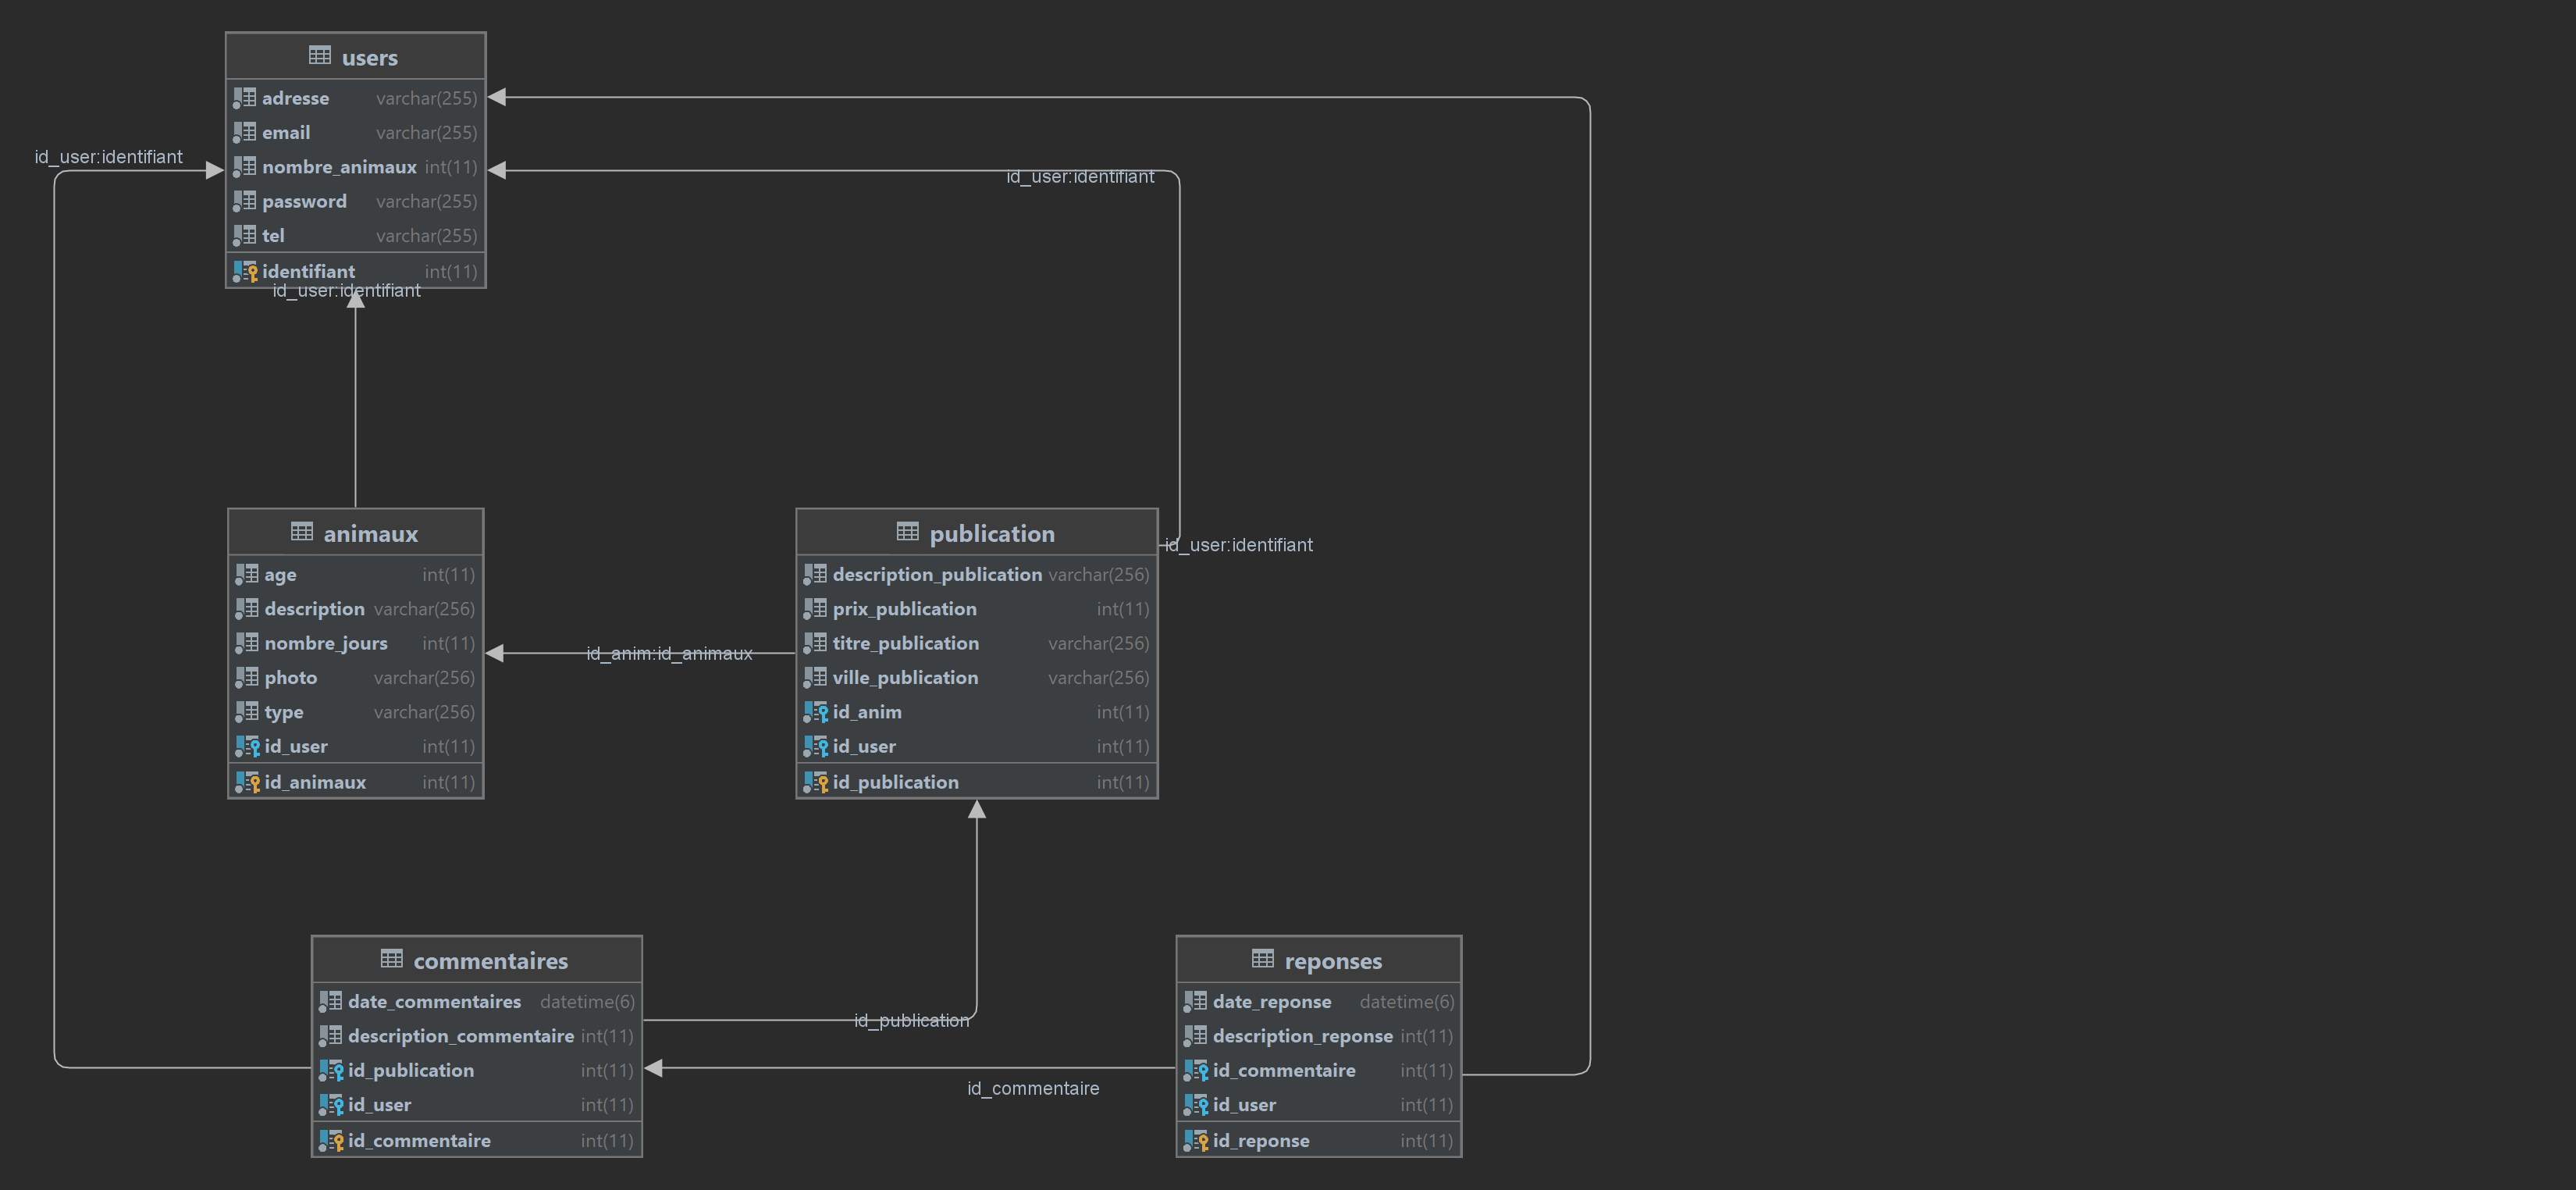 users
adresse varchar(255)
email varchar(255)
nombre_animaux int(11)
password varchar(255)
tel varchar(255)
identifiant int(11)
id_user:identifiant
id_user:identifiant
id_user:identifiant
animaux
age int(11)
description varchar(256)
nombre_jours int(11)
photo varchar(256)
type varchar(256)
id_user int(11)
id_animaux int(11)
id_anim:id_animaux
publication
description_publication varchar(256)
prix_publication int(11)
titre_publication varchar(256)
ville_publication varchar(256)
id_anim int(11)
id_user int(11)
id_publication int(11)
id_user:identifiant
commentaires
date_commentaires datetime(6)
description_commentaire int(11)
id_publication int(11)
id_user int(11)
id_commentaire int(11)
id_publication
id_commentaire
reponses
date_reponse datetime(6)
description_reponse int(11)
id_commentaire int(11)
id_user int(11)
id_reponse int(11)